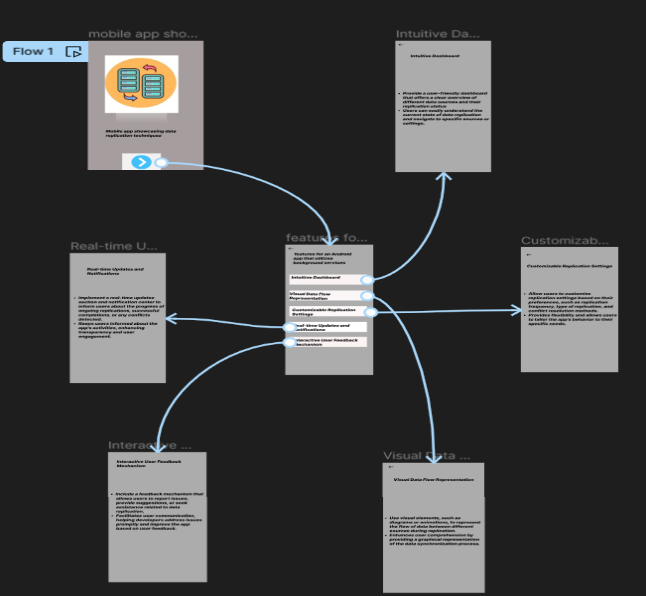 mobile app sho...
Flow 1
Mobile app showcasing data
replication techniques
Intuitive Da...
Intuitive Dashboard
• Provide a user-friendly dashboard
that offers a clear overview of
different data sources and their
replication status
• Users can easily understand the
current state of data replication
and navigate to specific sources or
settings.
features fo...
features for an Android
app that utilizes
background services
Intuitive Dashboard
Visual Data Flow
Representation
Customizable Replication
Settings
Real-time Updates and
Notifications
Interactive User Feedback
Mechanism
Real-time U...
Real-time Updates and
Notifications
• Implement a real-time updates
section and notification center to
inform users about the progress of
ongoing replications, successful
completions, or any conflicts
detected.
• Keeps users informed about the
app's activities, enhancing
transparency and user
engagement.
Customizab...
Customizable Replication Settings
• Allow users to customize
replication settings based on their
preferences, such as replication
frequency, type of replication, and
conflict resolution methods.
• Provides flexibility and allows users
to tailor the app's behavior to their
specific needs.
Interactive ...
Interactive User Feedback
Mechanism
• Include a feedback mechanism that
allows users to report issues,
provide suggestions, or seek
assistance related to data
replication.
• Facilitates user communication,
helping developers address issues
promptly and improve the app
based on user feedback.
Visual Data ...
Visual Data Flow Representation
• Use visual elements, such as
diagrams or animations, to represent
the flow of data between different
sources during replication.
• Enhances user comprehension by
providing a graphical representation
of the data synchronization process.